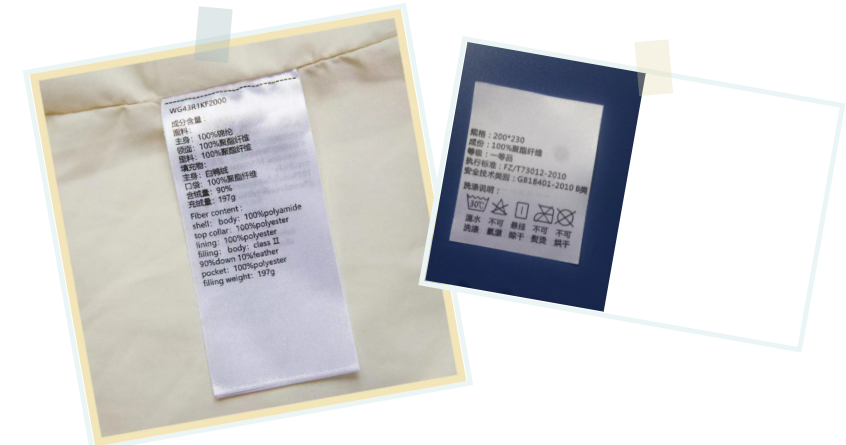 WG43R1KF2000
成分含量：
面料：
主身：100%锦纶
领面：100%聚酯纤维
里料：100%聚酯纤维
填充物：
主身：白鸭绒
口袋：100%聚酯纤维
含绒量：90%
充绒量：197g
Fiber content：
shell：body：100%polyamide
top collar：100%polyester
lining：100%polyester
filling：body：class II
90%down 10%feather
pocket：100%polyester
filling weight：197g
规格：200*230
成份：100%聚酯纤维
等级：一等品
执行标准：FZ/T73012-2010
安全技术类别：GB18401-2010 B类
洗涤说明：
30℃
温水 不可 悬挂 不可 不可
洗涤 氯漂 晾干 熨烫 烘干